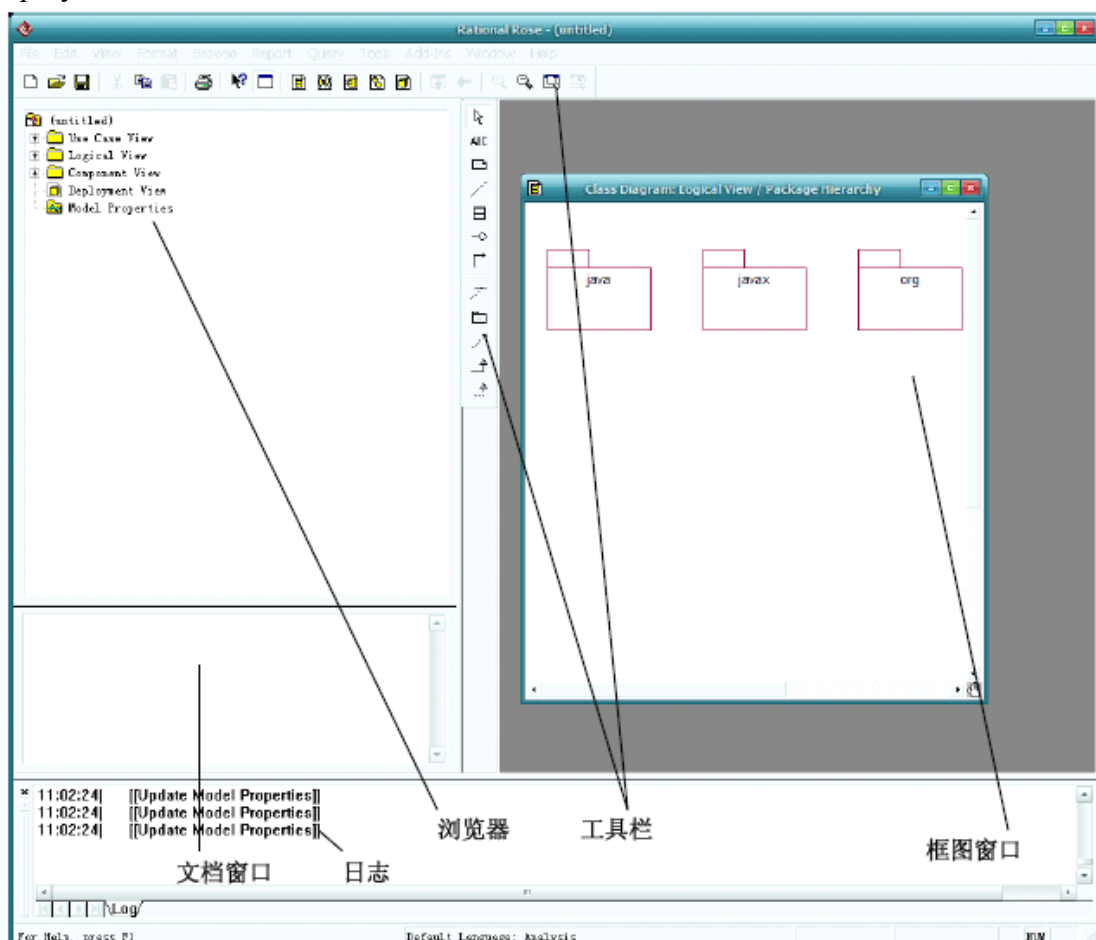 Rational Rose - (untitled)
File Edit View Format Browse Report Query Tools Add-Ins Window Help
(untitled)
Use Case View
Logical View
Component View
Deployment View
Model Properties
ABC
Class Diagram: Logical View / Package Hierarchy
java
javax
org
11:02:24| [[Update Model Properties]]
11:02:24| [[Update Model Properties]]
11:02:24| [[Update Model Properties]]
浏览器
工具栏
框图窗口
文档窗口
日志
Log
For Help, press F1
Default Language: Analysis
NUM